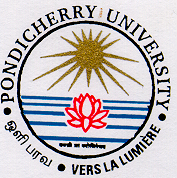 PONDICHERRY UNIVERSITY
ஒளி பரவ
VERS LA LUMIÈRE